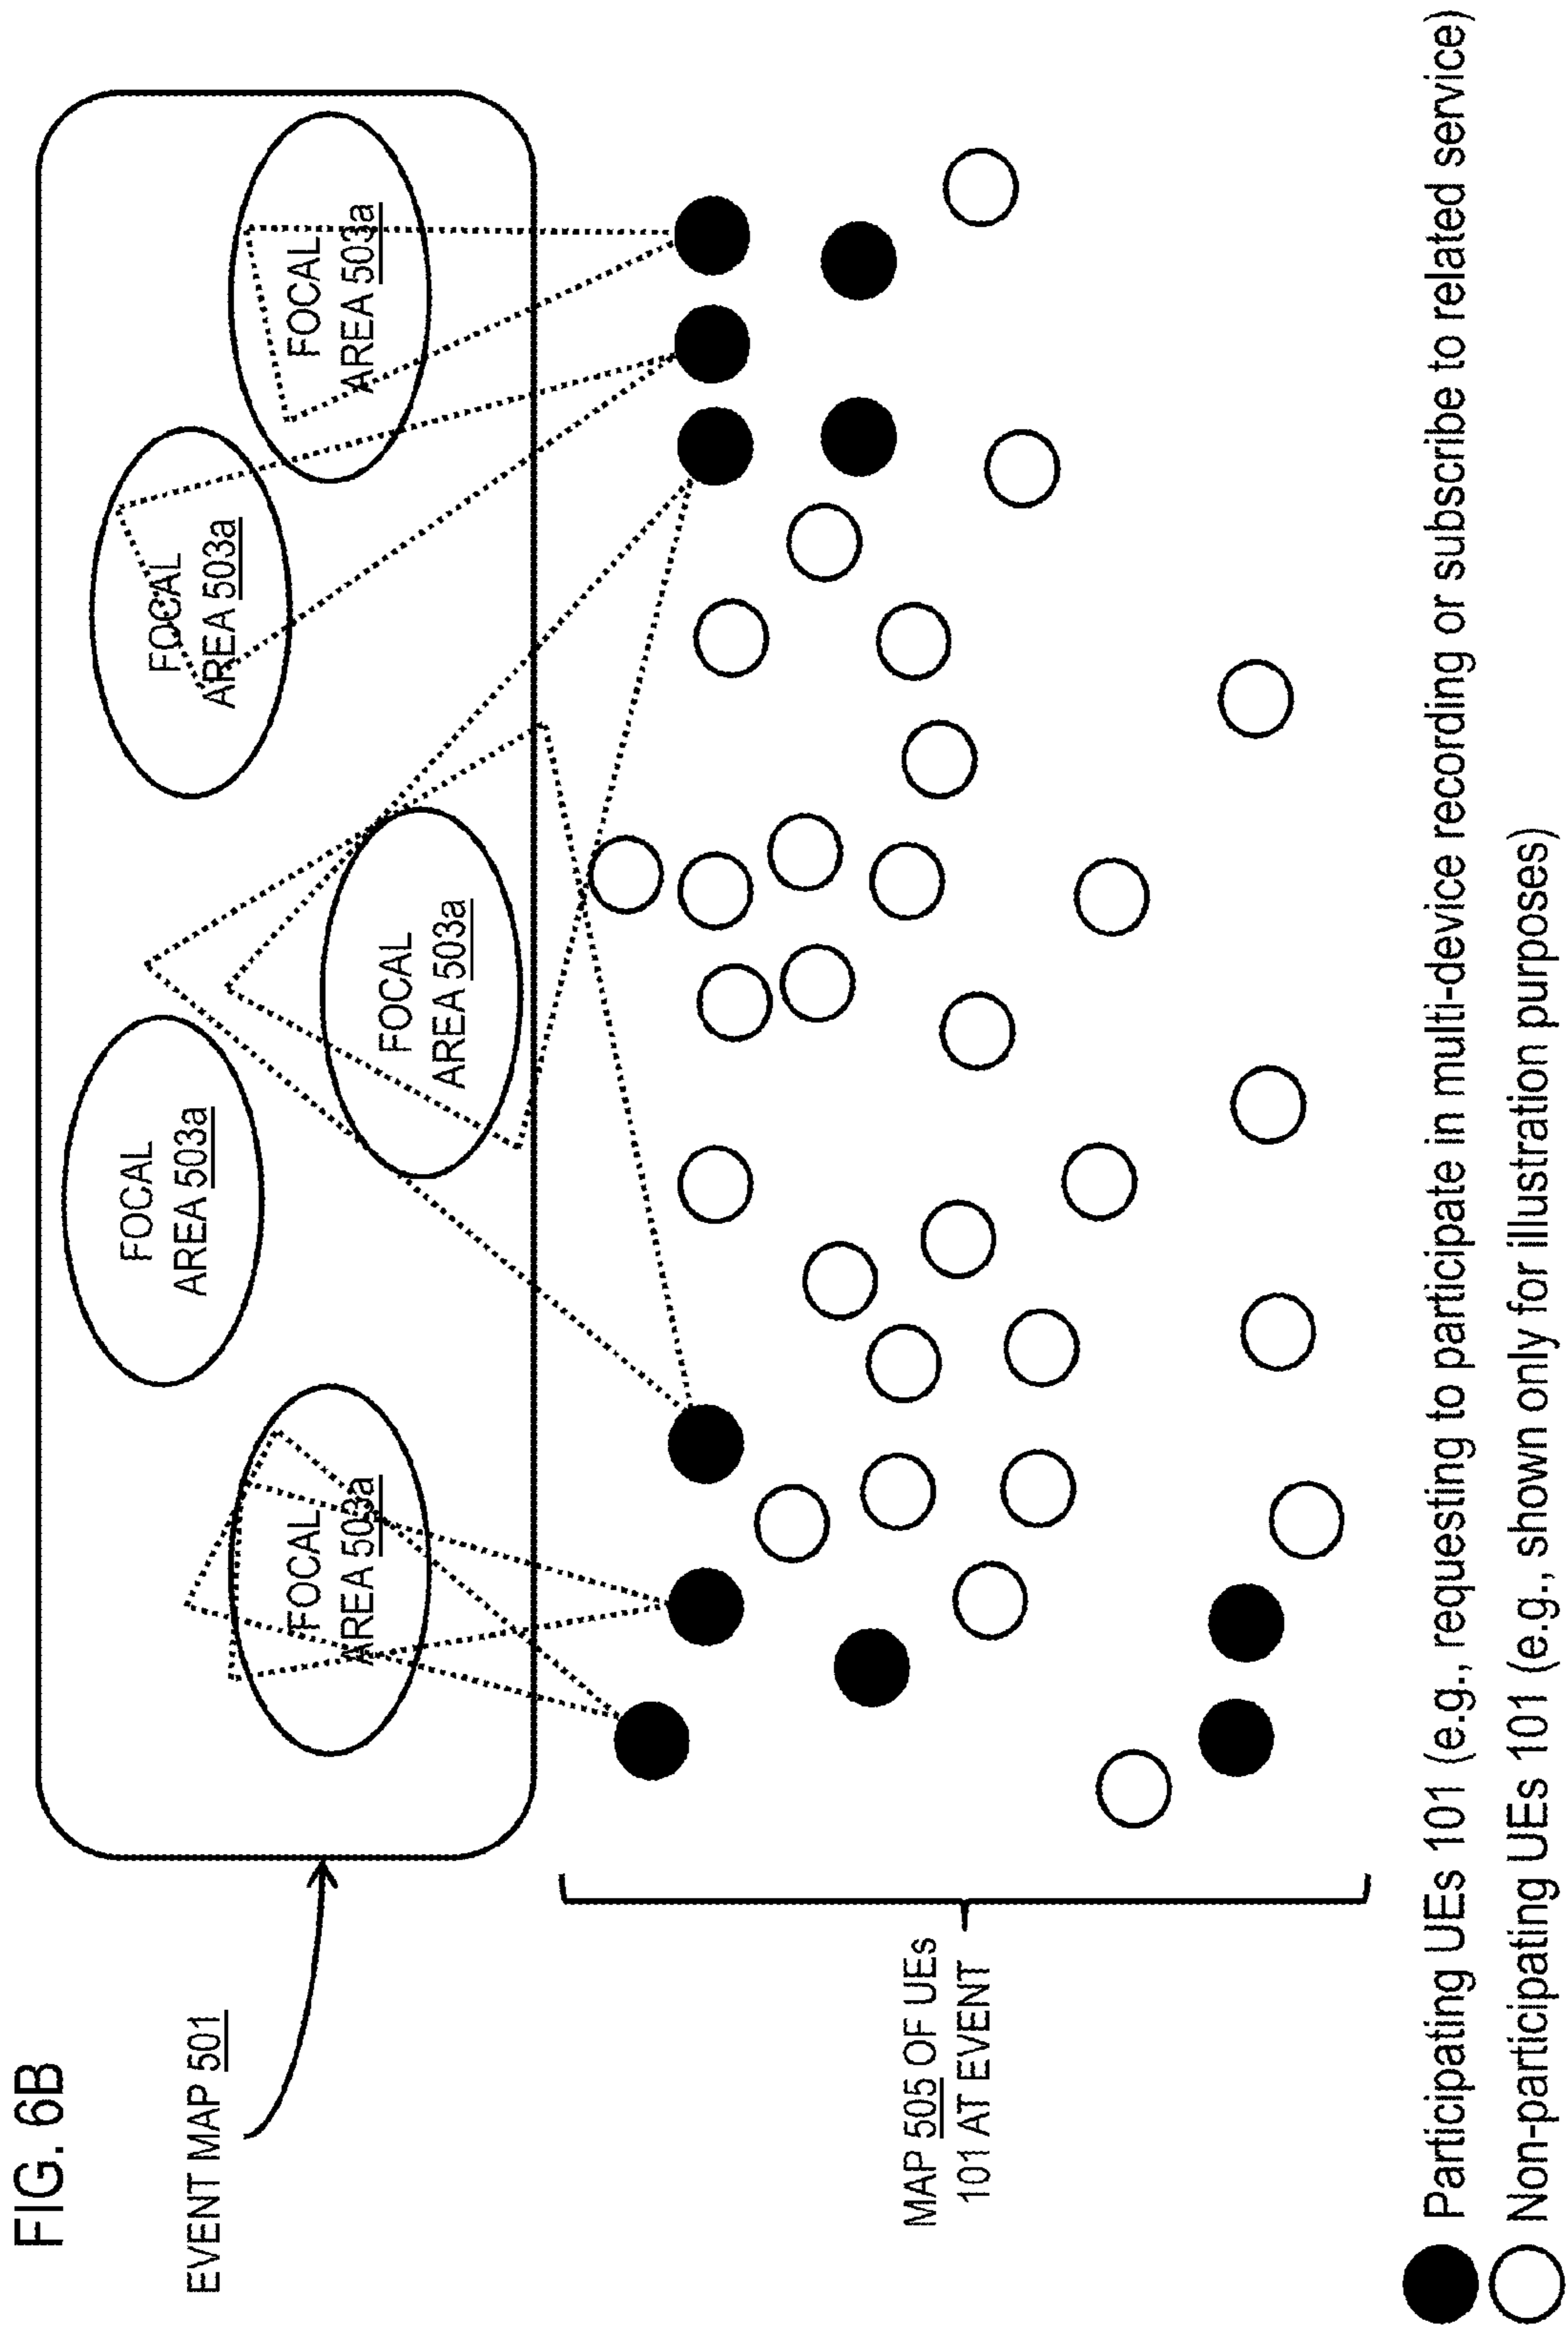 FIG. 6B
EVENT MAP 501
FOCAL
AREA 503a
FOCAL
AREA 503a
FOCAL
AREA 503a
FOCAL
AREA 503a
FOCAL
AREA 503a
MAP 505 OF UEs
101 AT EVENT
Participating UEs 101 (e.g., requesting to participate in multi-device recording or subscribe to related service)
Non-participating UEs 101 (e.g., shown only for illustration purposes)